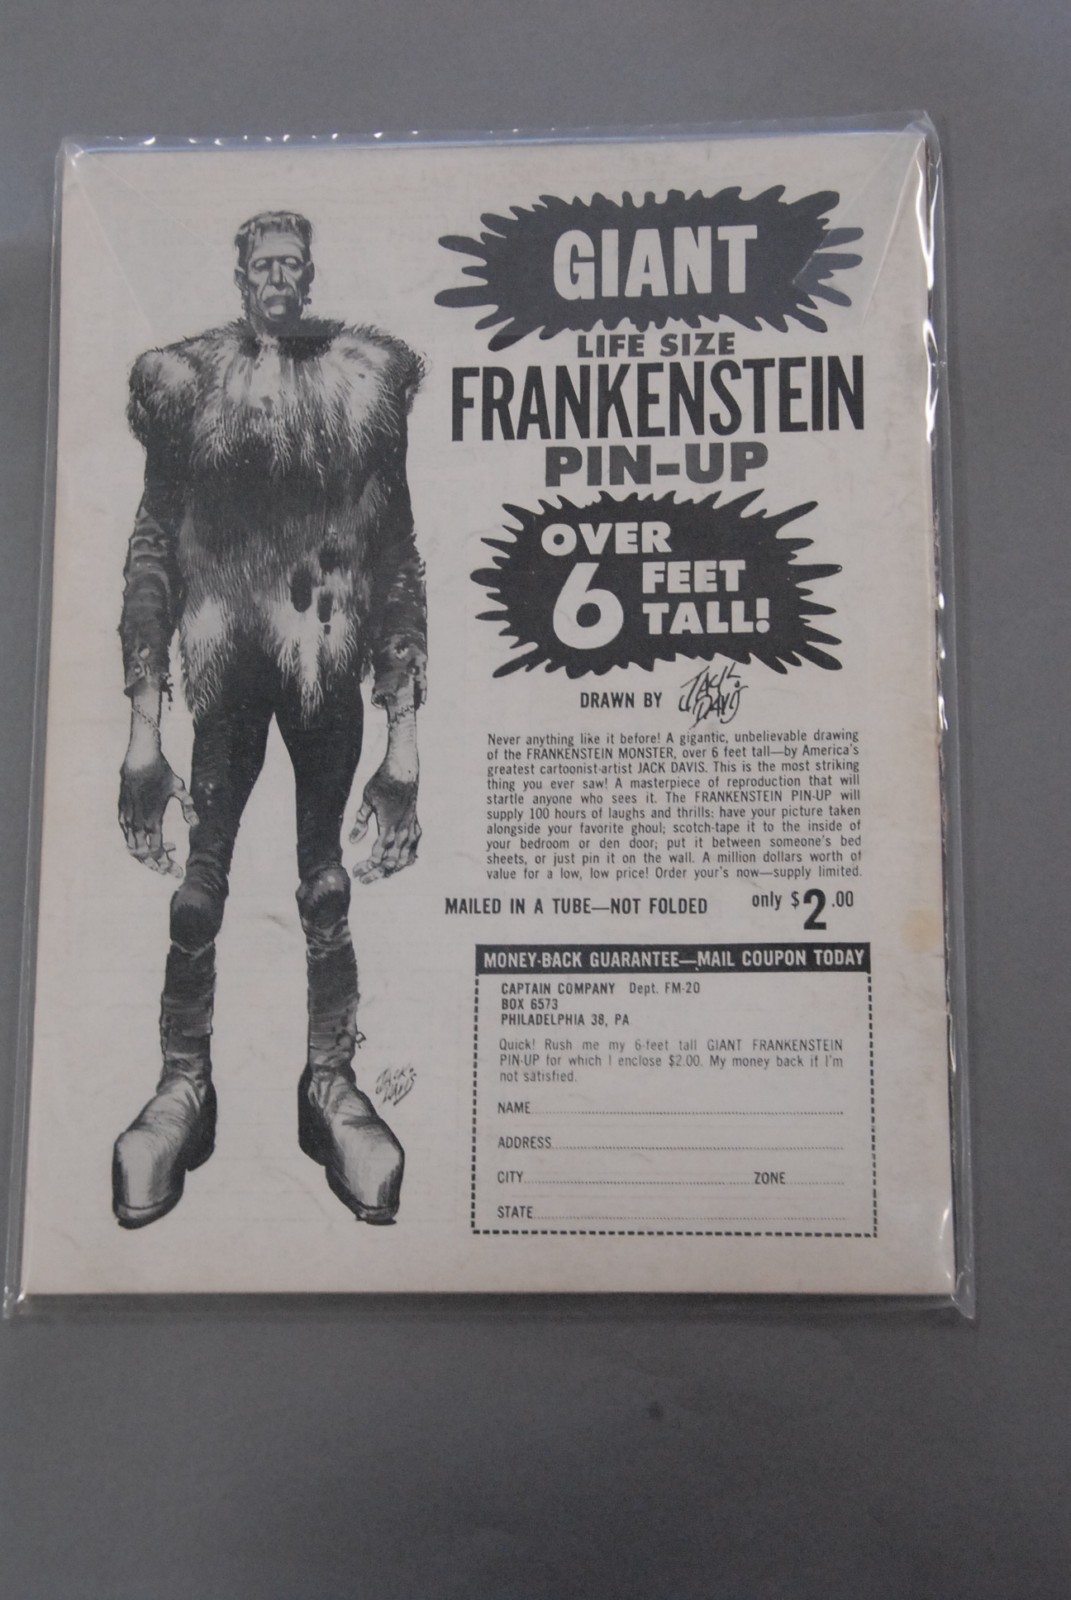 GIANT
LIFE SIZE
FRANKENSTEIN
PIN-UP
OVER
6 FEET
TALL!
DRAWN BY JACK DAVIS
Never anything like it before! A gigantic, unbelievable drawing
of the FRANKENSTEIN MONSTER, over 6 feet tall—by America's
greatest cartoonist-artist JACK DAVIS. This is the most striking
thing you ever saw! A masterpiece of reproduction that will
startle anyone who sees it. The FRANKENSTEIN PIN-UP will
supply 100 hours of laughs and thrills: have your picture taken
alongside your favorite ghoul; scotch-tape it to the inside of
your bedroom or den door; put it between someone's bed
sheets, or just pin it on the wall. A million dollars worth of
value for a low, low price! Order your's now—supply limited.
MAILED IN A TUBE—NOT FOLDED only $2.00
MONEY-BACK GUARANTEE—MAIL COUPON TODAY
CAPTAIN COMPANY Dept. FM-20
BOX 6573
PHILADELPHIA 38, PA
Quick! Rush me my 6-feet tall GIANT FRANKENSTEIN
PIN-UP for which I enclose $2.00. My money back if I'm
not satisfied.
NAME
ADDRESS
CITY ZONE
STATE
JACK DAVIS